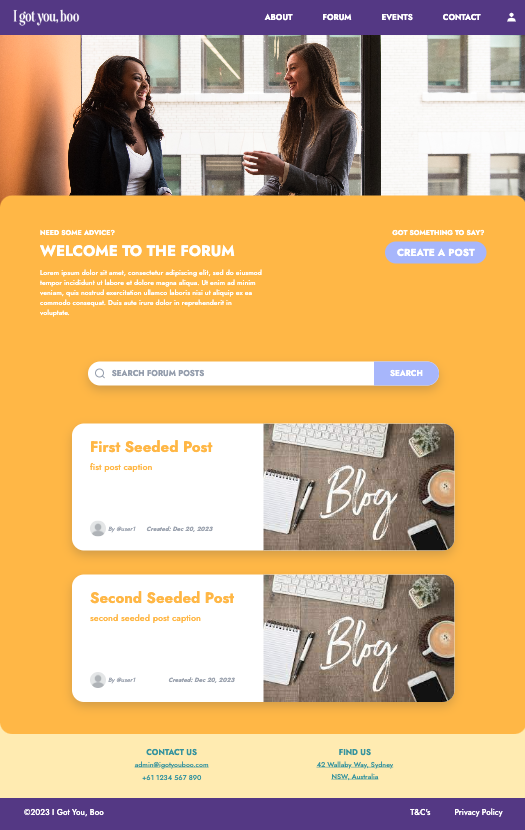 I got you, boo
ABOUT
FORUM
EVENTS
CONTACT
NEED SOME ADVICE?
WELCOME TO THE FORUM
Lorem ipsum dolor sit amet, consectetur adipiscing elit, sed do eiusmod
tempor incididunt ut labore et dolore magna aliqua. Ut enim ad minim
veniam, quis nostrud exercitation ullamco laboris nisi ut aliquip ex ea
commodo consequat. Duis aute irure dolor in reprehenderit in
voluptate.
GOT SOMETHING TO SAY?
CREATE A POST
SEARCH FORUM POSTS
SEARCH
First Seeded Post
fist post caption
By @user1
Created: Dec 20, 2023
Blog
Second Seeded Post
second seeded post caption
By @user1
Created: Dec 20, 2023
Blog
CONTACT US
admin@igotyouboo.com
+61 1234 567 890
FIND US
42 Wallaby Way, Sydney
NSW, Australia
©2023 I Got You, Boo
T&C's
Privacy Policy